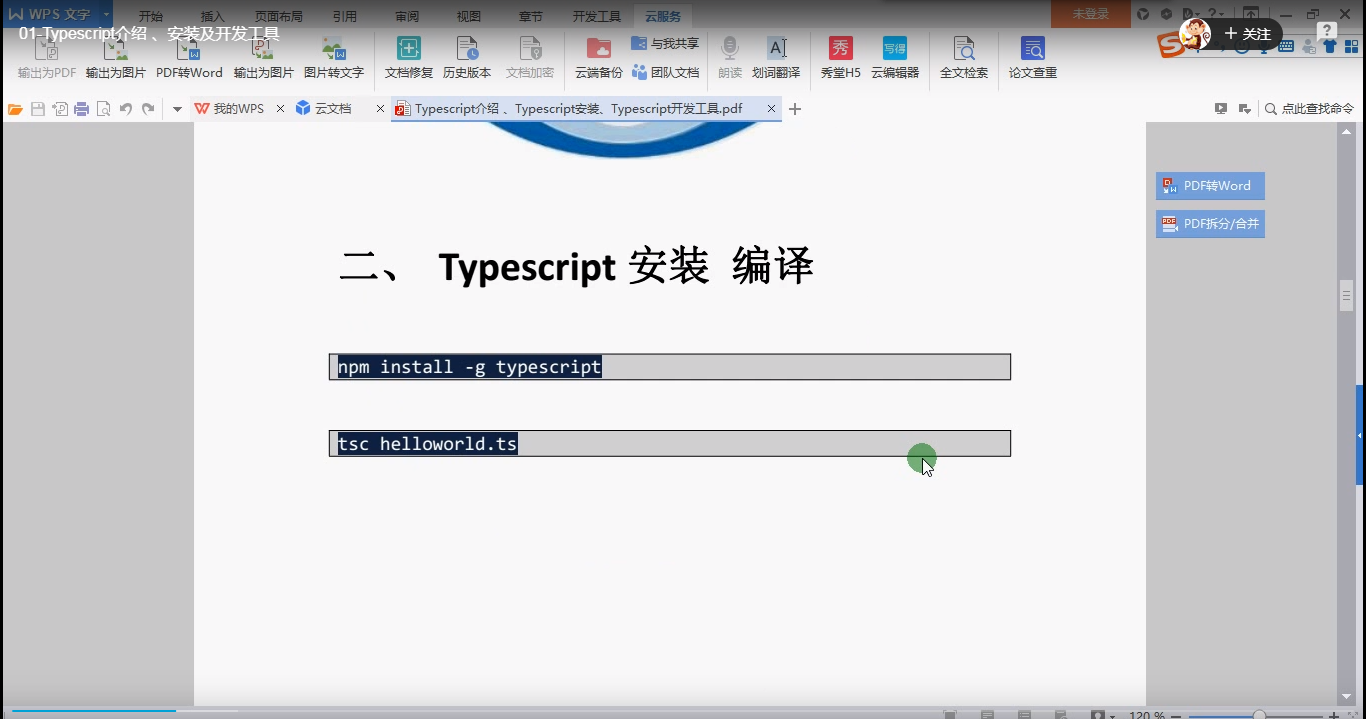 WPS 文字
开始 插入 页面布局 引用 审阅 视图 章节 开发工具 云服务
未登录
01-Typescript介绍 、安装及开发工具
+ 关注
与我共享
输出为PDF 输出为图片 PDF转Word 输出为图片 图片转文字 文档修复 历史版本 文档加密 云端备份 团队文档 朗读 划词翻译 秀堂H5 云编辑器 全文检索 论文查重
我的WPS 云文档 Typescript介绍 、Typescript安装、Typescript开发工具.pdf
点此查找命令
PDF转Word
PDF拆分/合并
二、 Typescript 安装 编译
npm install -g typescript
tsc helloworld.ts
120 %